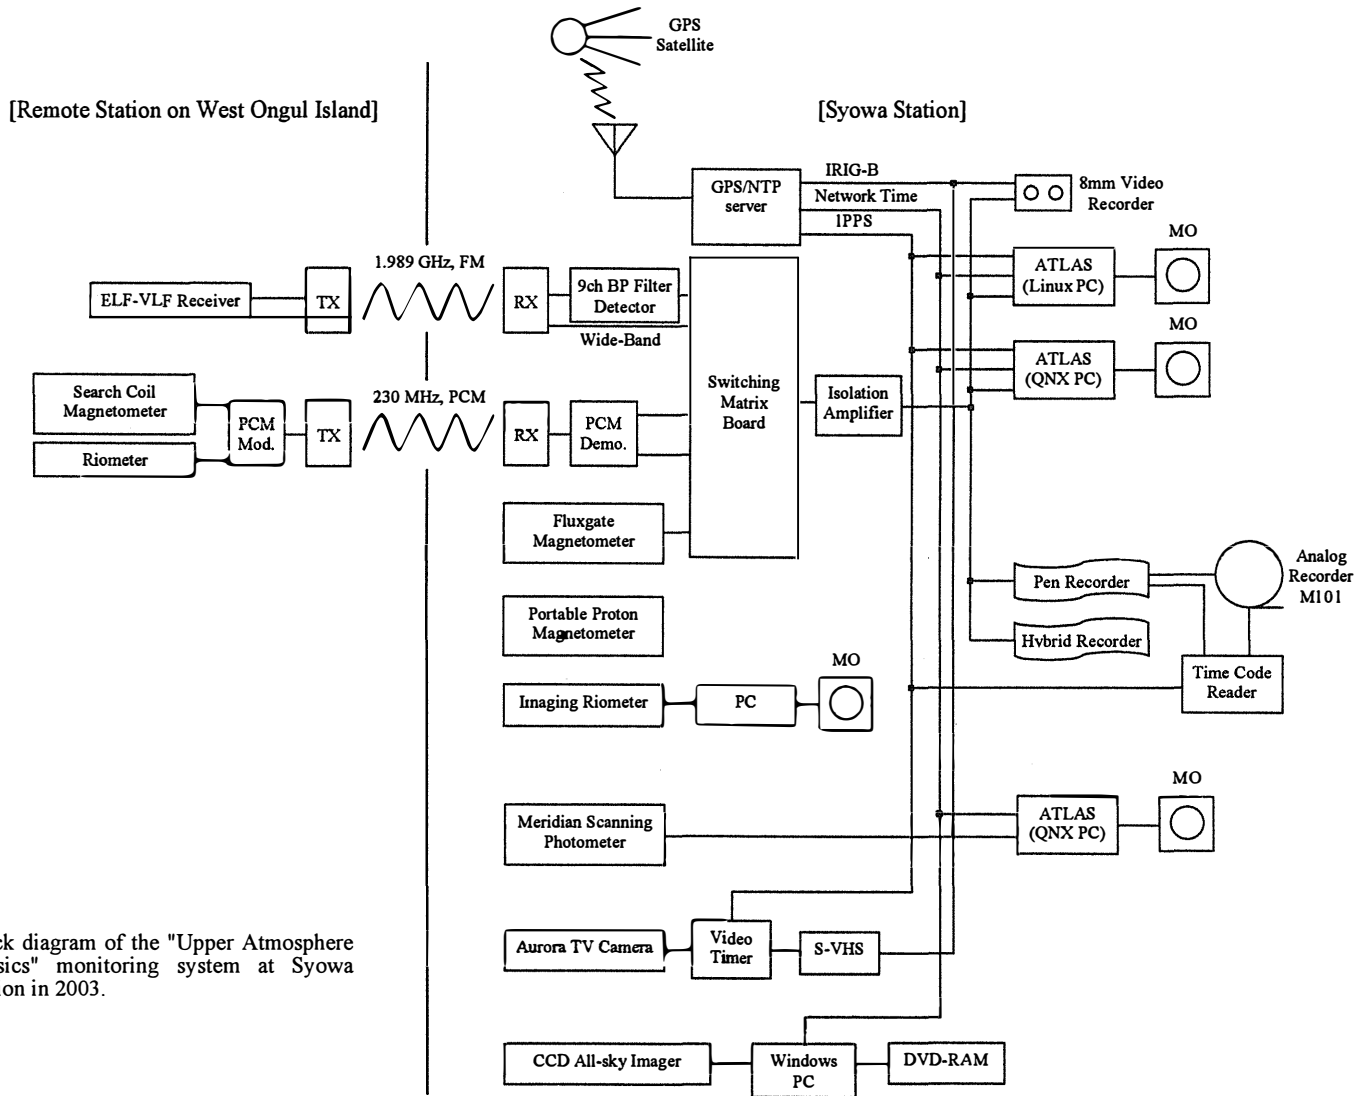 GPS
Satellite
[Remote Station on West Ongul Island]
[Syowa Station]
GPS/NTP
server
IRIG-B
Network Time
1PPS
8mm Video
Recorder
MO
ATLAS
(Linux PC)
1.989 GHz, FM
ELF-VLF Receiver
TX
RX
9ch BP Filter
Detector
Wide-Band
MO
ATLAS
(QNX PC)
Search Coil
Magnetometer
Riometer
PCM
Mod.
TX
230 MHz, PCM
RX
PCM
Demo.
Switching
Matrix
Board
Isolation
Amplifier
Fluxgate
Magnetometer
Pen Recorder
Analog
Recorder
M101
Portable Proton
Magnetometer
Hvbrid Recorder
Time Code
Reader
MO
Imaging Riometer
PC
MO
Meridian Scanning
Photometer
ATLAS
(QNX PC)
Aurora TV Camera
Video
Timer
S-VHS
ck diagram of the "Upper Atmosphere
sics" monitoring system at Syowa
ion in 2003.
CCD All-sky Imager
Windows
PC
DVD-RAM